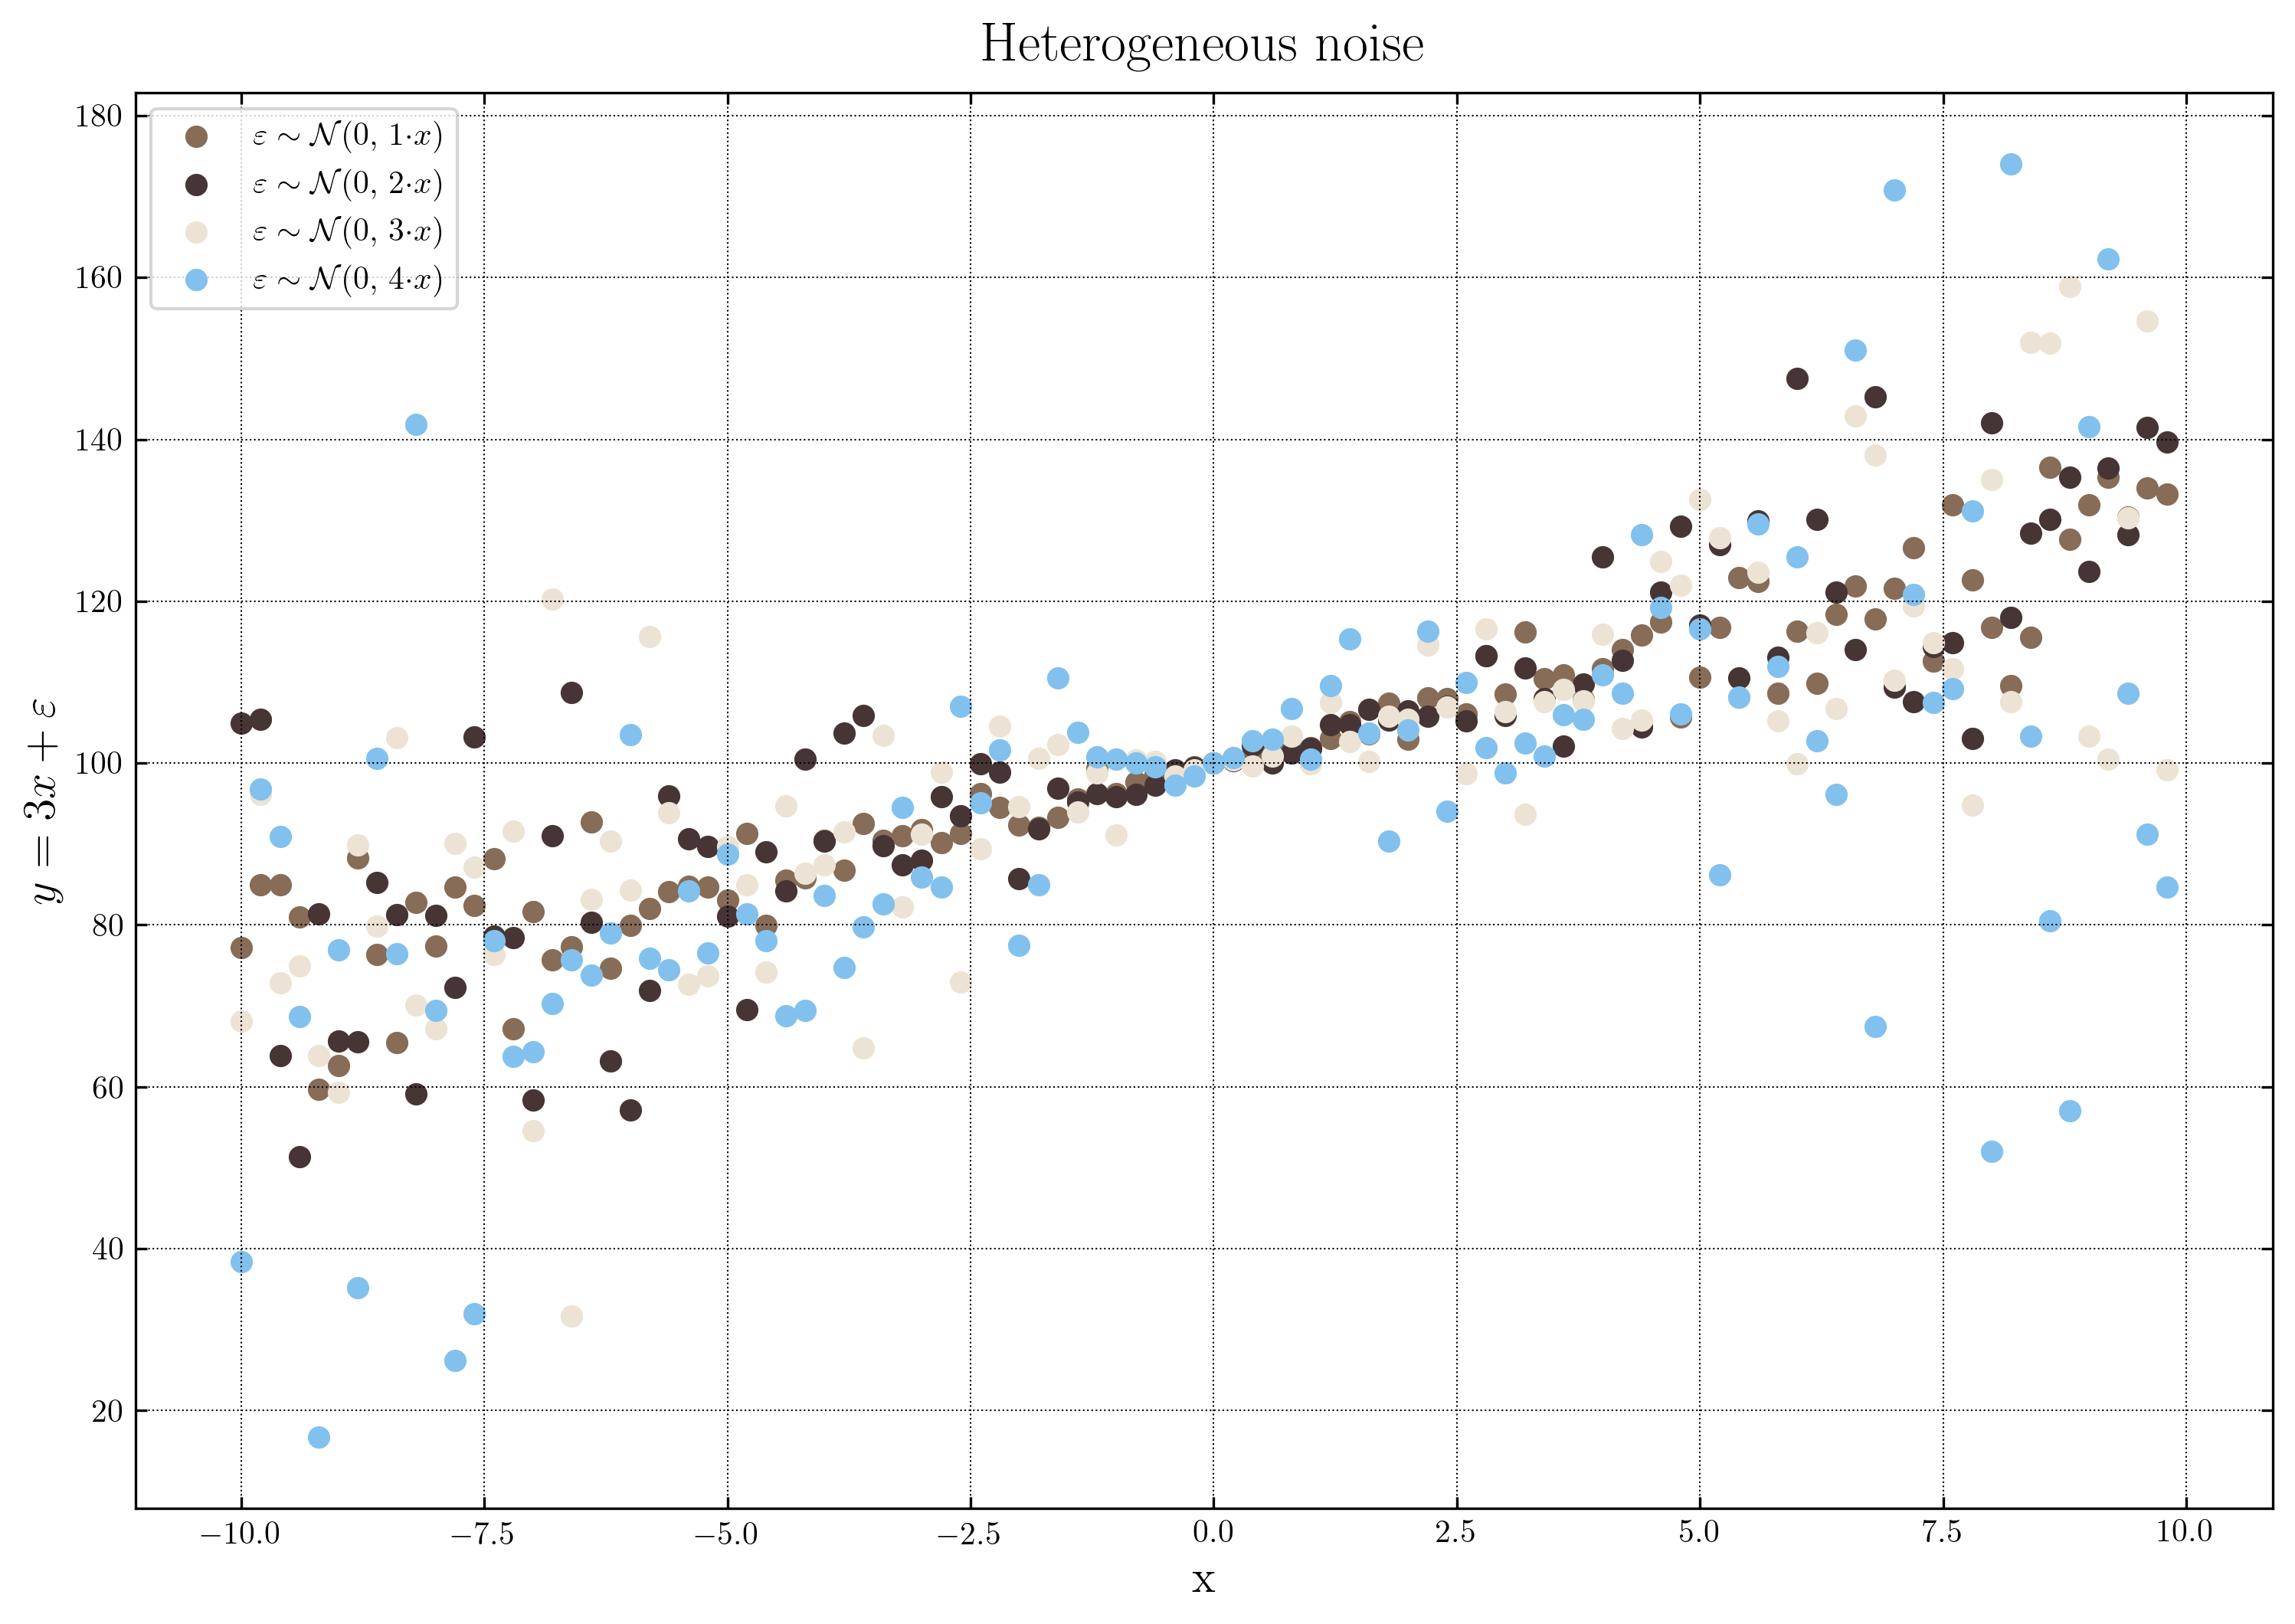 Heterogeneous noise
180
160
140
120
100
80
60
40
20
ε ∼ 𝒩(0, 1·x)
ε ∼ 𝒩(0, 2·x)
ε ∼ 𝒩(0, 3·x)
ε ∼ 𝒩(0, 4·x)
y = 3x + ε
−10.0 −7.5 −5.0 −2.5 0.0 2.5 5.0 7.5 10.0
x